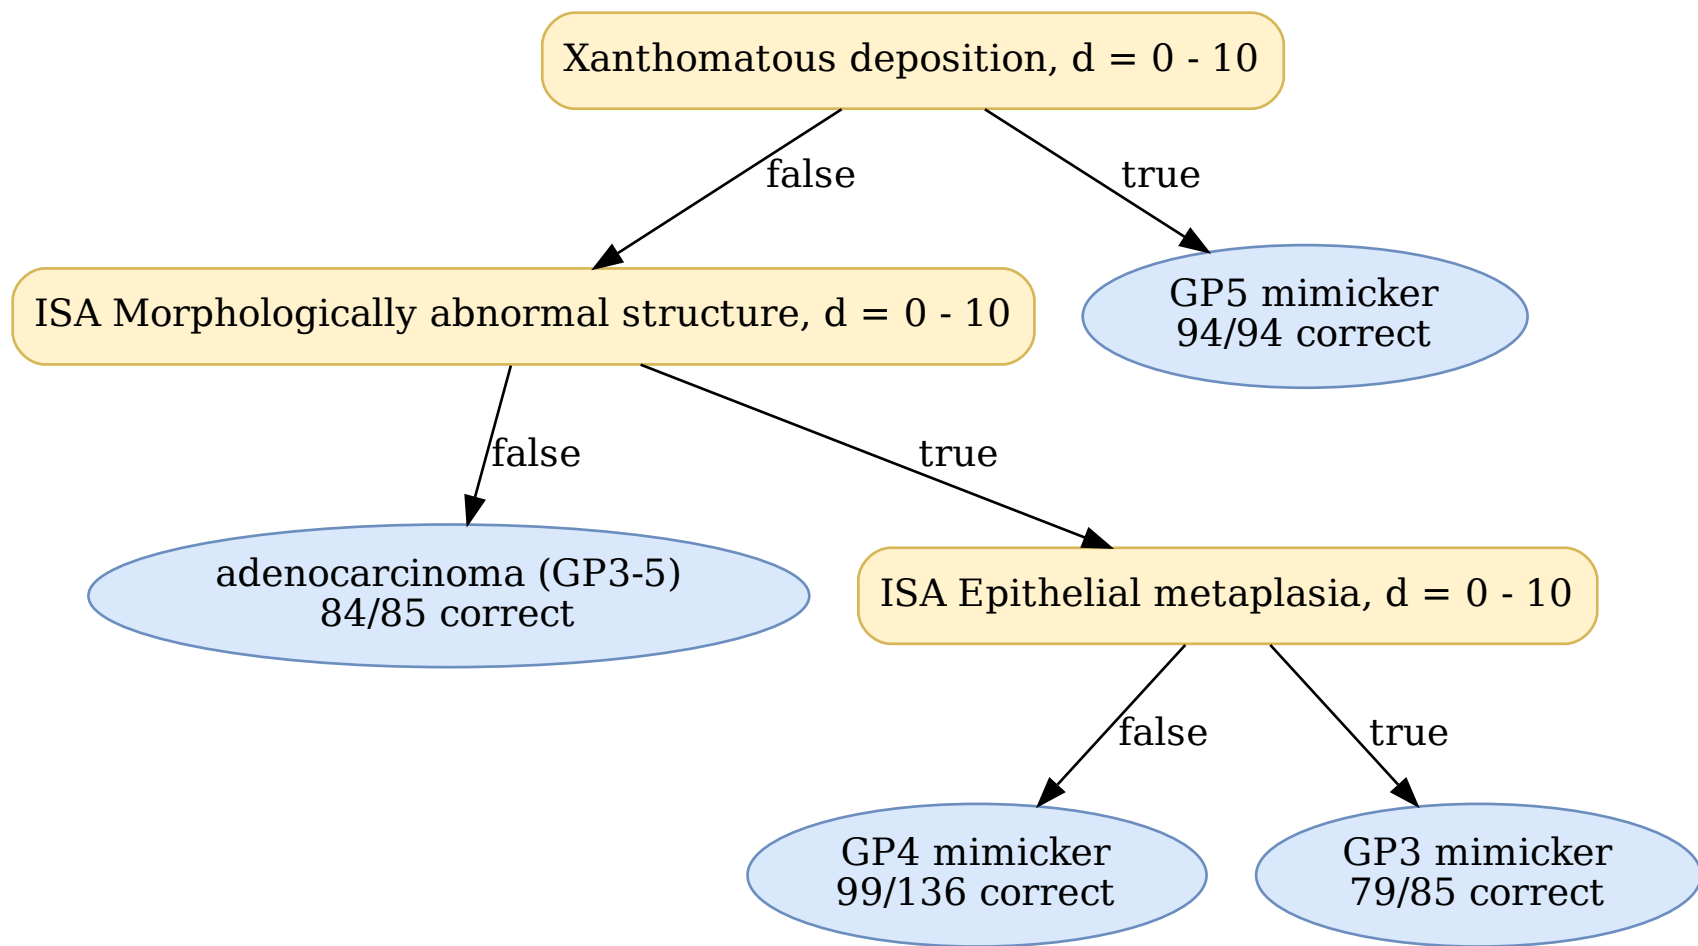 Xanthomatous deposition, d = 0 - 10
false
true
ISA Morphologically abnormal structure, d = 0 - 10
GP5 mimicker
94/94 correct
false
true
adenocarcinoma (GP3-5)
84/85 correct
ISA Epithelial metaplasia, d = 0 - 10
false
true
GP4 mimicker
99/136 correct
GP3 mimicker
79/85 correct